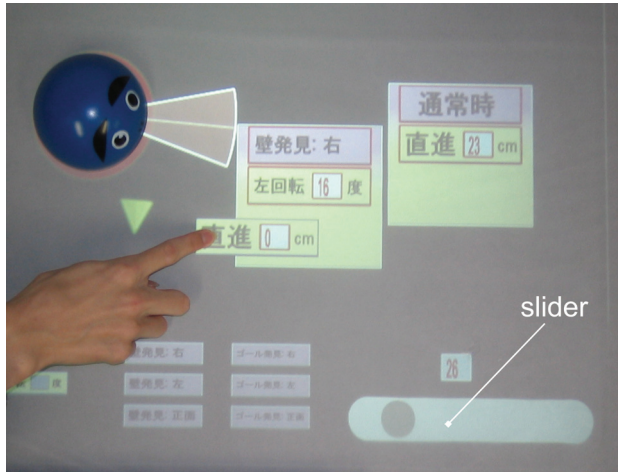 通常時
直進 23 cm
壁発見: 右
左回転 16 度
直進 0 cm
slider
26
壁発見: 右
ゴール発見: 右
度
壁発見: 左
ゴール発見: 左
壁発見: 正面
ゴール発見: 正面